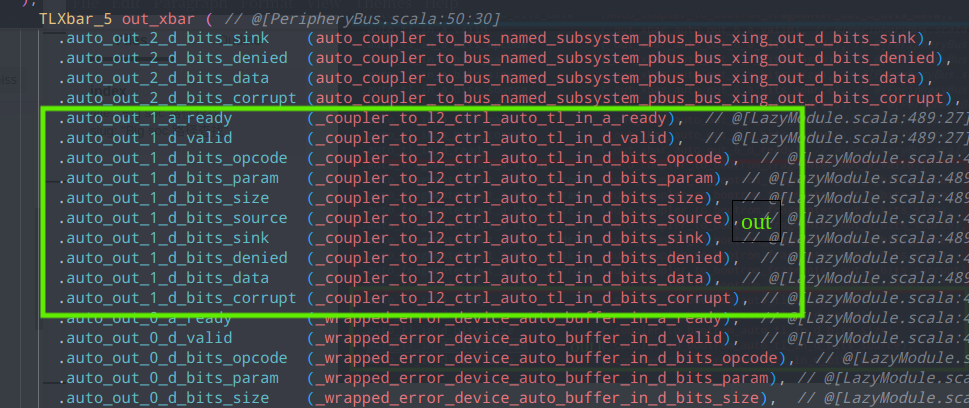 );
TLXbar_5 out_xbar ( // @[PeripheryBus.scala:50:30]
.auto_out_2_d_bits_sink (auto_coupler_to_bus_named_subsystem_pbus_bus_xing_out_d_bits_sink),
.auto_out_2_d_bits_denied (auto_coupler_to_bus_named_subsystem_pbus_bus_xing_out_d_bits_denied),
.auto_out_2_d_bits_data (auto_coupler_to_bus_named_subsystem_pbus_bus_xing_out_d_bits_data),
.auto_out_2_d_bits_corrupt (auto_coupler_to_bus_named_subsystem_pbus_bus_xing_out_d_bits_corrupt),
.auto_out_1_a_ready (_coupler_to_l2_ctrl_auto_tl_in_a_ready), // @[LazyModule.scala:489:27]
.auto_out_1_d_valid (_coupler_to_l2_ctrl_auto_tl_in_d_valid), // @[LazyModule.scala:489:27]
.auto_out_1_d_bits_opcode (_coupler_to_l2_ctrl_auto_tl_in_d_bits_opcode), // @[LazyModule.scala:4
.auto_out_1_d_bits_param (_coupler_to_l2_ctrl_auto_tl_in_d_bits_param), // @[LazyModule.scala:489
.auto_out_1_d_bits_size (_coupler_to_l2_ctrl_auto_tl_in_d_bits_size), // @[LazyModule.scala:489
.auto_out_1_d_bits_source (_coupler_to_l2_ctrl_auto_tl_in_d_bits_source), // @[LazyModule.scala:4
out
.auto_out_1_d_bits_sink (_coupler_to_l2_ctrl_auto_tl_in_d_bits_sink), // @[LazyModule.scala:489
.auto_out_1_d_bits_denied (_coupler_to_l2_ctrl_auto_tl_in_d_bits_denied), // @[LazyModule.scala:4
.auto_out_1_d_bits_data (_coupler_to_l2_ctrl_auto_tl_in_d_bits_data), // @[LazyModule.scala:489
.auto_out_1_d_bits_corrupt (_coupler_to_l2_ctrl_auto_tl_in_d_bits_corrupt), // @[LazyModule.scala:
.auto_out_0_a_ready (_wrapped_error_device_auto_buffer_in_a_ready), // @[LazyModule.scala:4
.auto_out_0_d_valid (_wrapped_error_device_auto_buffer_in_d_valid), // @[LazyModule.scala:4
.auto_out_0_d_bits_opcode (_wrapped_error_device_auto_buffer_in_d_bits_opcode), // @[LazyModule
.auto_out_0_d_bits_param (_wrapped_error_device_auto_buffer_in_d_bits_param), // @[LazyModule.
.auto_out_0_d_bits_size (_wrapped_error_device_auto_buffer_in_d_bits_size), // @[LazyModule.s